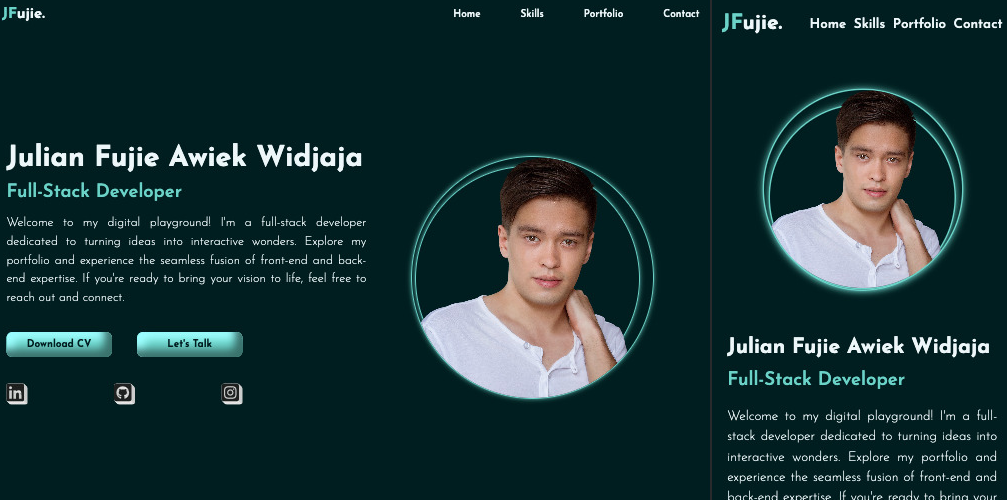 JFujie.
Home Skills Portfolio Contact
Julian Fujie Awiek Widjaja
Full-Stack Developer
Welcome to my digital playground! I'm a full-stack developer
dedicated to turning ideas into interactive wonders. Explore my
portfolio and experience the seamless fusion of front-end and back-
end expertise. If you're ready to bring your vision to life, feel free to
reach out and connect.
Download CV
Let's Talk
in
JFujie.
Home Skills Portfolio Contact
Julian Fujie Awiek Widjaja
Full-Stack Developer
Welcome to my digital playground! I'm a full-
stack developer dedicated to turning ideas into
interactive wonders. Explore my portfolio and
experience the seamless fusion of front-end and
back-end expertise. If you're ready to bring your